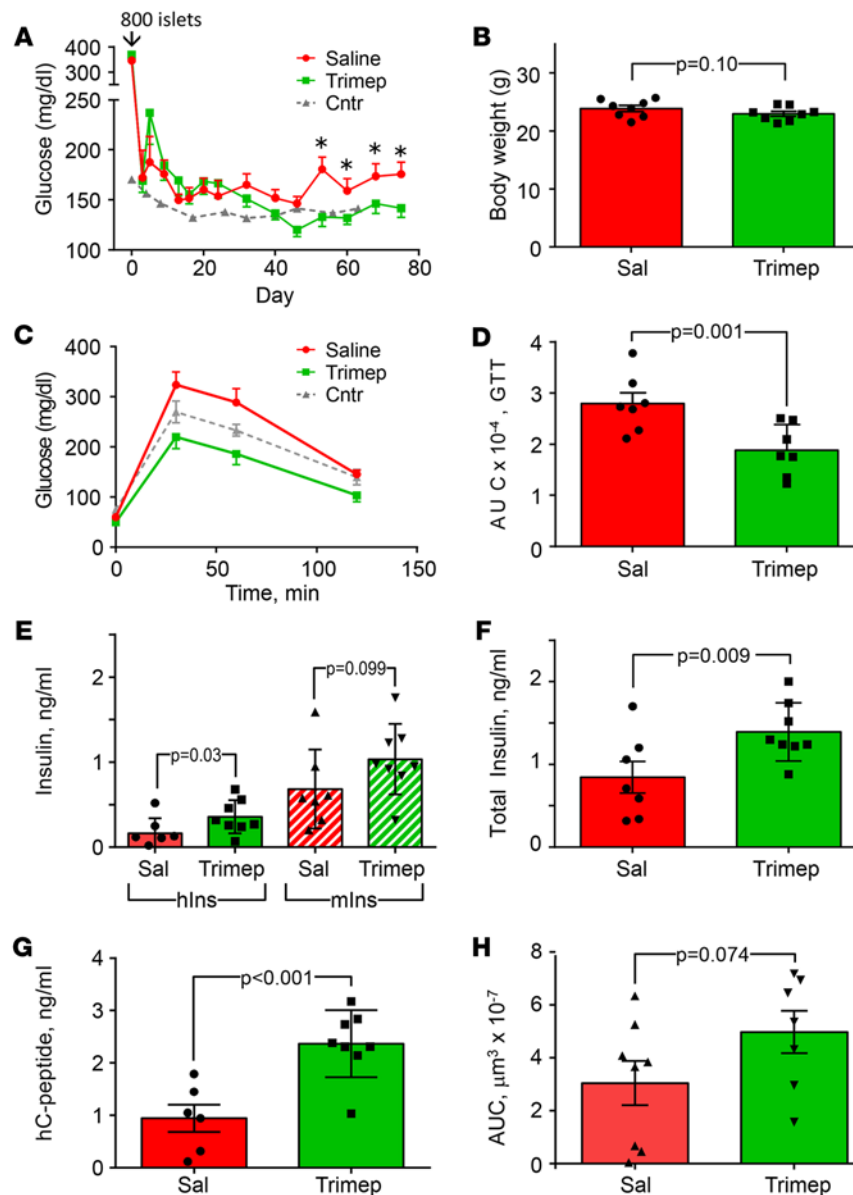 A
800 islets
Glucose (mg/dl)
400
300
250
200
150
100
0 20 40 60 80
Day
Saline
Trimep
Cntr
* * * *
B
Body weight (g)
30
20
10
0
p=0.10
Sal Trimep
C
Glucose (mg/dl)
400
300
200
100
0
0 50 100 150
Time, min
Saline
Trimep
Cntr
D
AU C x 10-4 , GTT
4
3
2
1
0
p=0.001
Sal Trimep
E
Insulin, ng/ml
2
1
0
p=0.03
p=0.099
Sal Trimep Sal Trimep
hIns mIns
F
Total Insulin, ng/ml
2
1
0
p=0.009
Sal Trimep
G
hC-peptide, ng/ml
4
3
2
1
0
p<0.001
Sal Trimep
H
AUC, μm³ x 10-7
8
6
4
2
0
p=0.074
Sal Trimep